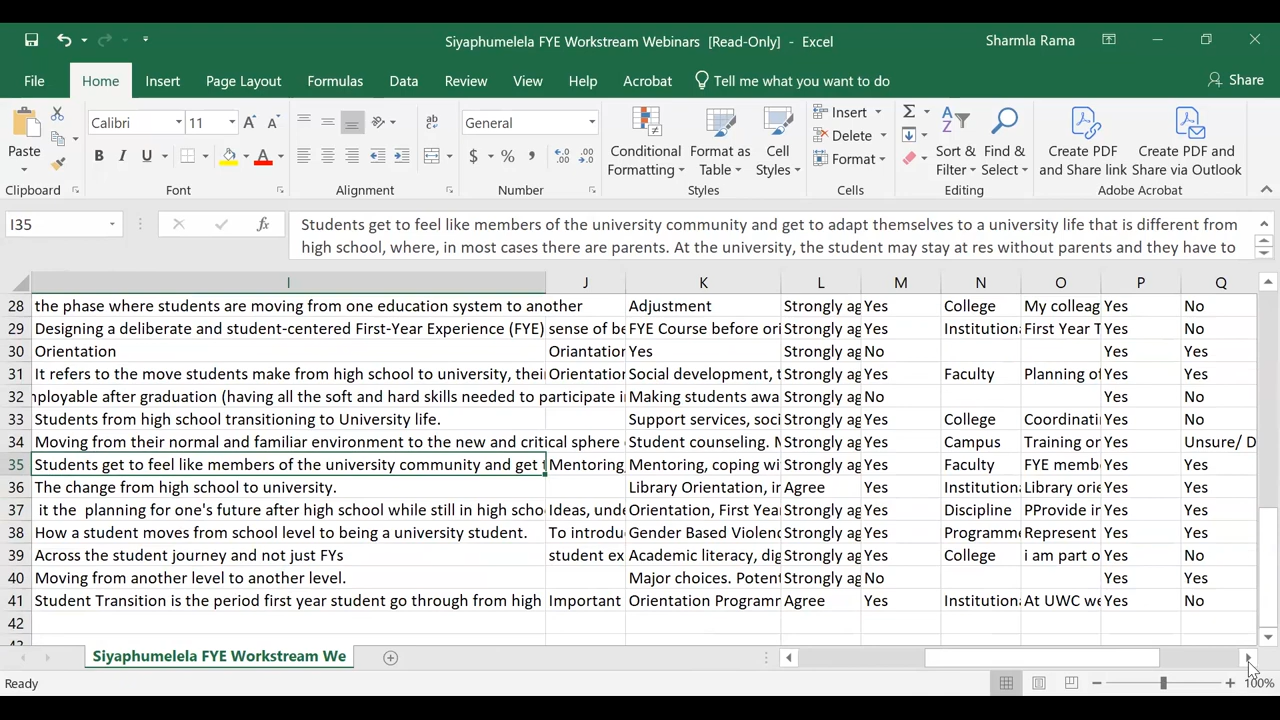 Siyaphumelela FYE Workstream Webinars [Read-Only] - Excel
Sharmla Rama
File Home Insert Page Layout Formulas Data Review View Help Acrobat Tell me what you want to do Share
Paste
Calibri 11
B I U A
General
$ % ,
Conditional Formatting
Format as Table
Cell Styles
Insert
Delete
Format
Sort & Filter
Find & Select
Create PDF and Share link
Create PDF and Share via Outlook
Clipboard Font Alignment Number Styles Cells Editing Adobe Acrobat
I35 fx Students get to feel like members of the university community and get to adapt themselves to a university life that is different from
high school, where, in most cases there are parents. At the university, the student may stay at res without parents and they have to
I J K L M N O P Q
28 the phase where students are moving from one education system to another Adjustment Strongly ag Yes College My colleag Yes No
29 Designing a deliberate and student-centered First-Year Experience (FYE) sense of be FYE Course before ori Strongly ag Yes Institutiona First Year T Yes No
30 Orientation Oriantation Yes Strongly ag No Yes Yes
31 It refers to the move students make from high school to university, thei Orientation Social development, t Strongly ag Yes Faculty Planning of Yes Yes
32 mployable after graduation (having all the soft and hard skills needed to participate i Making students awa Strongly ag No Yes No
33 Students from high school transitioning to University life. Support services, soci Strongly ag Yes College Coordinati Yes No
34 Moving from their normal and familiar environment to the new and critical sphere Student counseling. M Strongly ag Yes Campus Training or Yes Unsure/ D
35 Students get to feel like members of the university community and get t Mentoring, Mentoring, coping wi Strongly ag Yes Faculty FYE memb Yes Yes
36 The change from high school to university. Library Orientation, in Agree Yes Institutiona Library orie Yes Yes
37 it the planning for one's future after high school while still in high scho Ideas, unde Orientation, First Year Strongly ag Yes Discipline PProvide in Yes Yes
38 How a student moves from school level to being a university student. To introdu Gender Based Violenc Strongly ag Yes Programme Represent Yes Yes
39 Across the student journey and not just FYs student ex Academic literacy, dig Strongly ag Yes College i am part o Yes No
40 Moving from another level to another level. Major choices. Potent Strongly ag No Yes Yes
41 Student Transition is the period first year student go through from high Important Orientation Programm Agree Yes Institutiona At UWC we Yes No
42
Siyaphumelela FYE Workstream We
Ready 100%